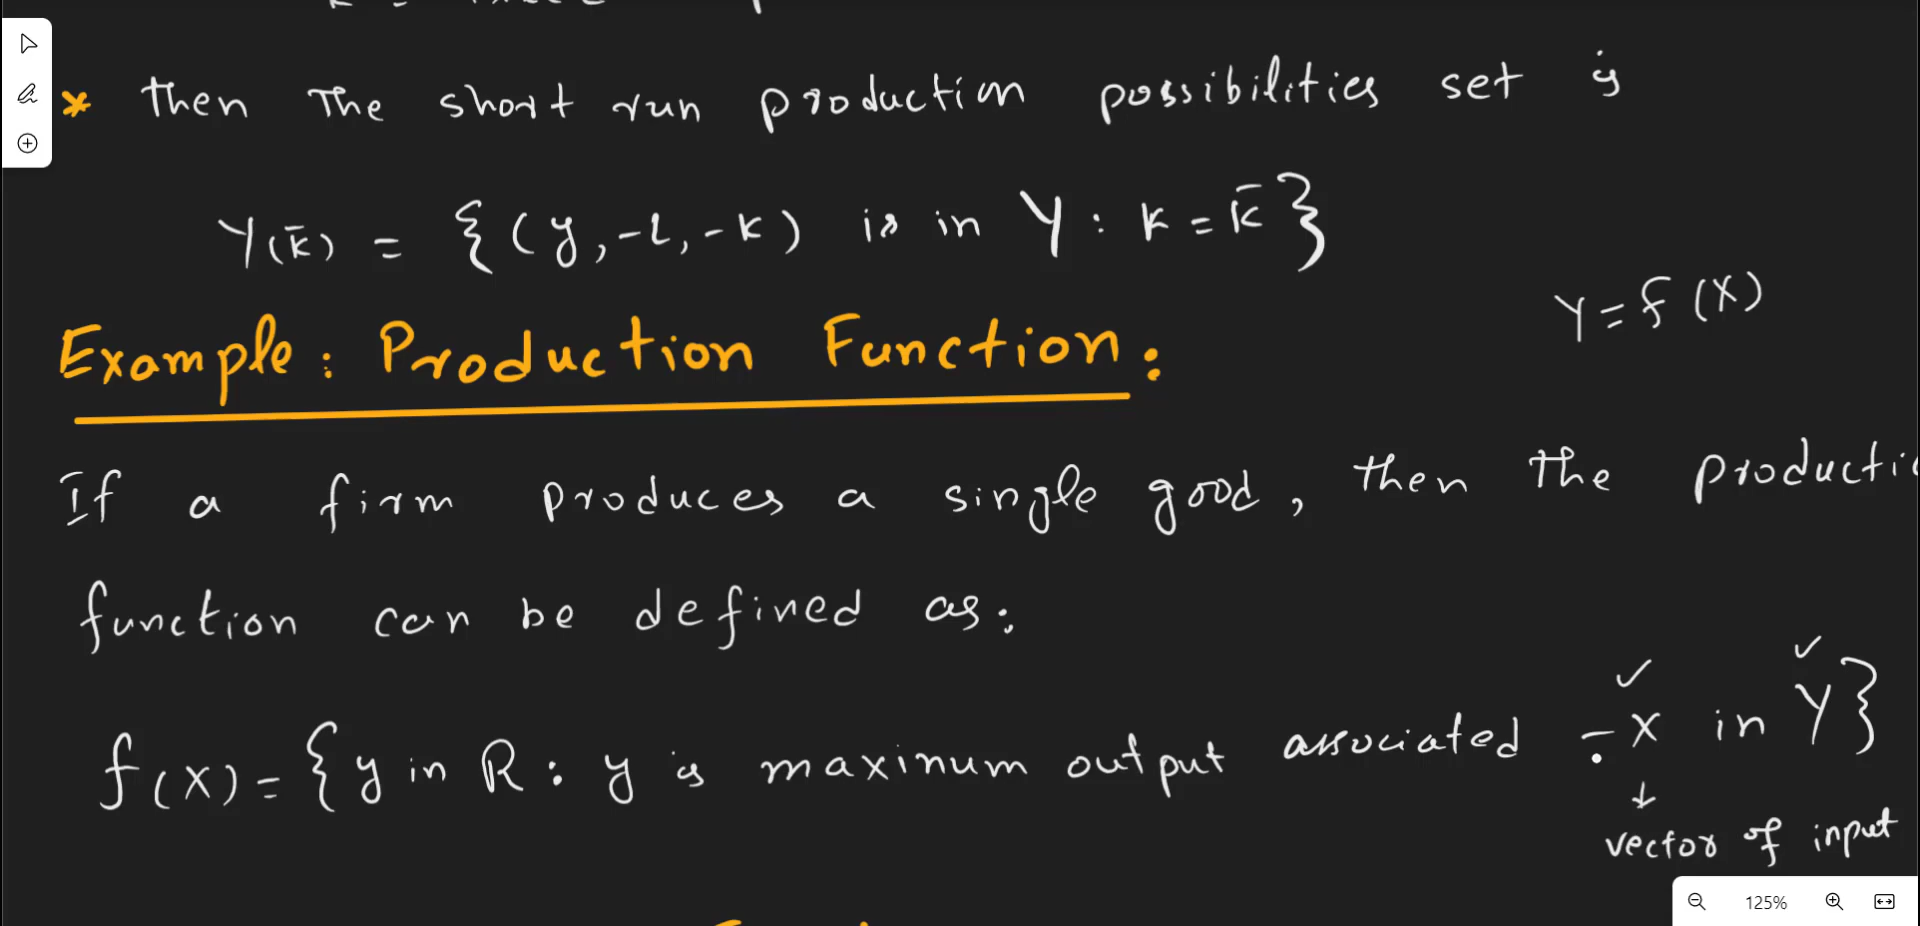 * then the short run production possibilities set is
Y(k̄) = {(y, -l, -k) is in Y : k = k̄}
Y = f(X)
Example: Production Function:
If a firm produces a single good, then the producti
function can be defined as:
f(X) = {y in R: y is maximum output associated -X in Y}
↓
vector of input
125%